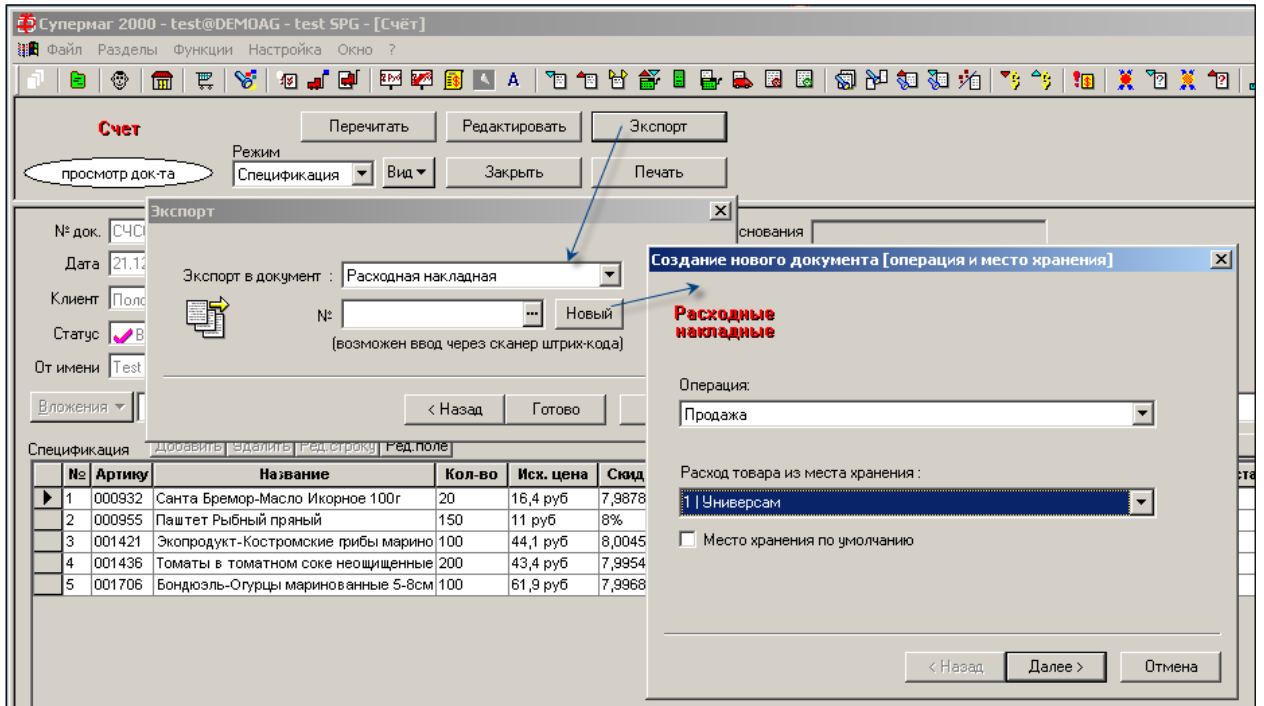 Супермаг 2000 - test@DEMOAG - test SPG - [Счёт]
Файл Разделы Функции Настройка Окно ?
Счет
Перечитать Редактировать Экспорт
просмотр док-та
Режим
Спецификация Вид Закрыть Печать
Экспорт
№ док.
снования
Дата 21.12
Клиент
Статус
От имени Test
Вложения
Экспорт в документ : Расходная накладная
№: ... Новый
(возможен ввод через сканер штрих-кода)
< Назад Готово
Создание нового документа [операция и место хранения]
Расходные
накладные
Операция:
Продажа
Расход товара из места хранения :
1 | Универсам
Место хранения по умолчанию
< Назад Далее > Отмена
Спецификация Добавить Удалить Ред.строку Ред.поле
№ Артику Название Кол-во Исх. цена Скид
1 000932 Санта Бремор-Масло Икорное 100г 20 16,4 руб 7,9878
2 000955 Паштет Рыбный пряный 150 11 руб 8%
3 001421 Экопродукт-Костромские грибы марино 100 44,1 руб 8,0045
4 001436 Томаты в томатном соке неощищенные 200 43,4 руб 7,9954
5 001706 Бондюэль-Огурцы маринованные 5-8см 100 61,9 руб 7,9968